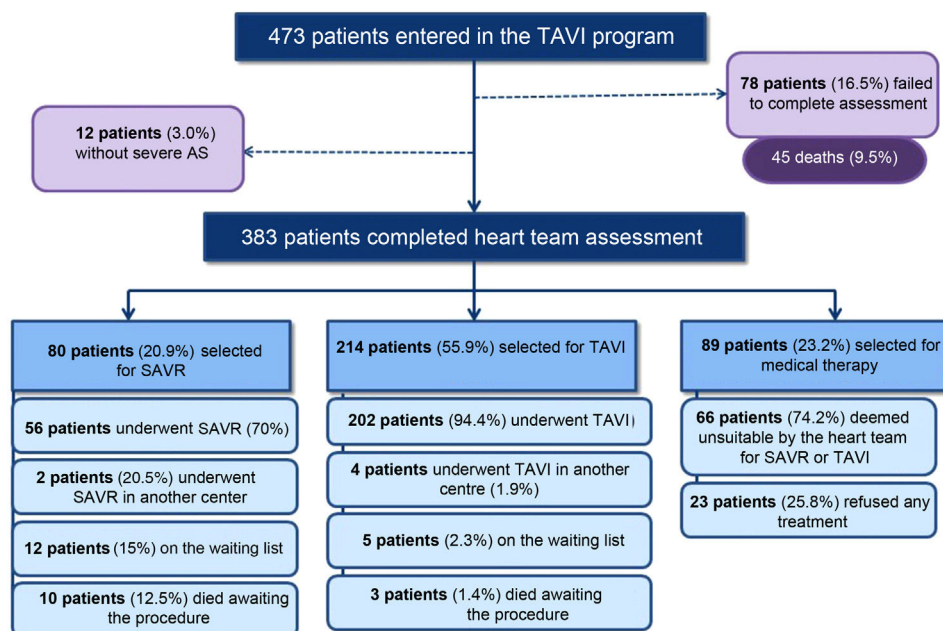 473 patients entered in the TAVI program
78 patients (16.5%) failed
to complete assessment
45 deaths (9.5%)
12 patients (3.0%)
without severe AS
383 patients completed heart team assessment
80 patients (20.9%) selected
for SAVR
56 patients underwent SAVR (70%)
2 patients (20.5%) underwent
SAVR in another center
12 patients (15%) on the waiting list
10 patients (12.5%) died awaiting
the procedure
214 patients (55.9%) selected for TAVI
202 patients (94.4%) underwent TAVI)
4 patients underwent TAVI in another
centre (1.9%)
5 patients (2.3%) on the waiting list
3 patients (1.4%) died awaiting
the procedure
89 patients (23.2%) selected for
medical therapy
66 patients (74.2%) deemed
unsuitable by the heart team
for SAVR or TAVI
23 patients (25.8%) refused any
treatment